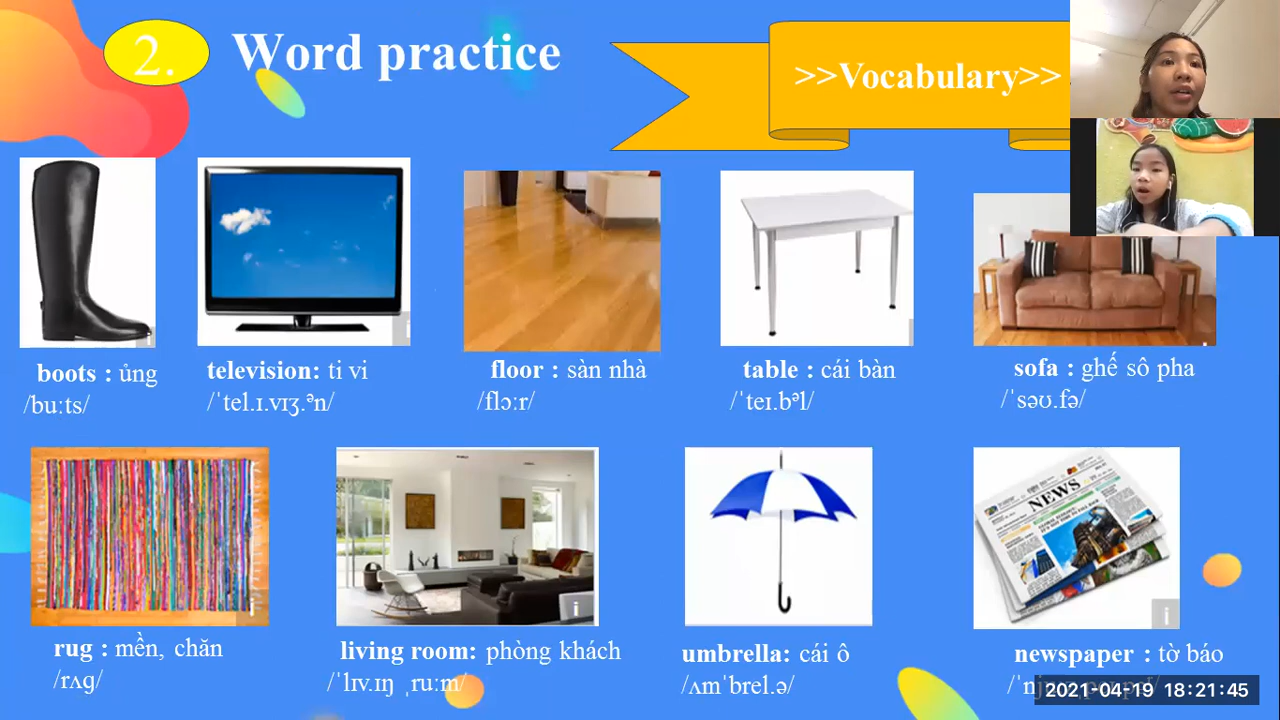 2. Word practice
>>Vocabulary>>
boots : ủng
/buːts/
television: ti vi
/ˈtel.ɪ.vɪʒ.ᵊn/
floor : sàn nhà
/flɔːr/
table : cái bàn
/ˈteɪ.bᵊl/
sofa : ghế sô pha
/ˈsəʊ.fə/
NEWS
rug : mền, chăn
/rʌɡ/
living room: phòng khách
/ˈlɪv.ɪŋ ˌruːm/
umbrella: cái ô
/ʌmˈbrel.ə/
newspaper : tờ báo
2021-04-19 18:21:45